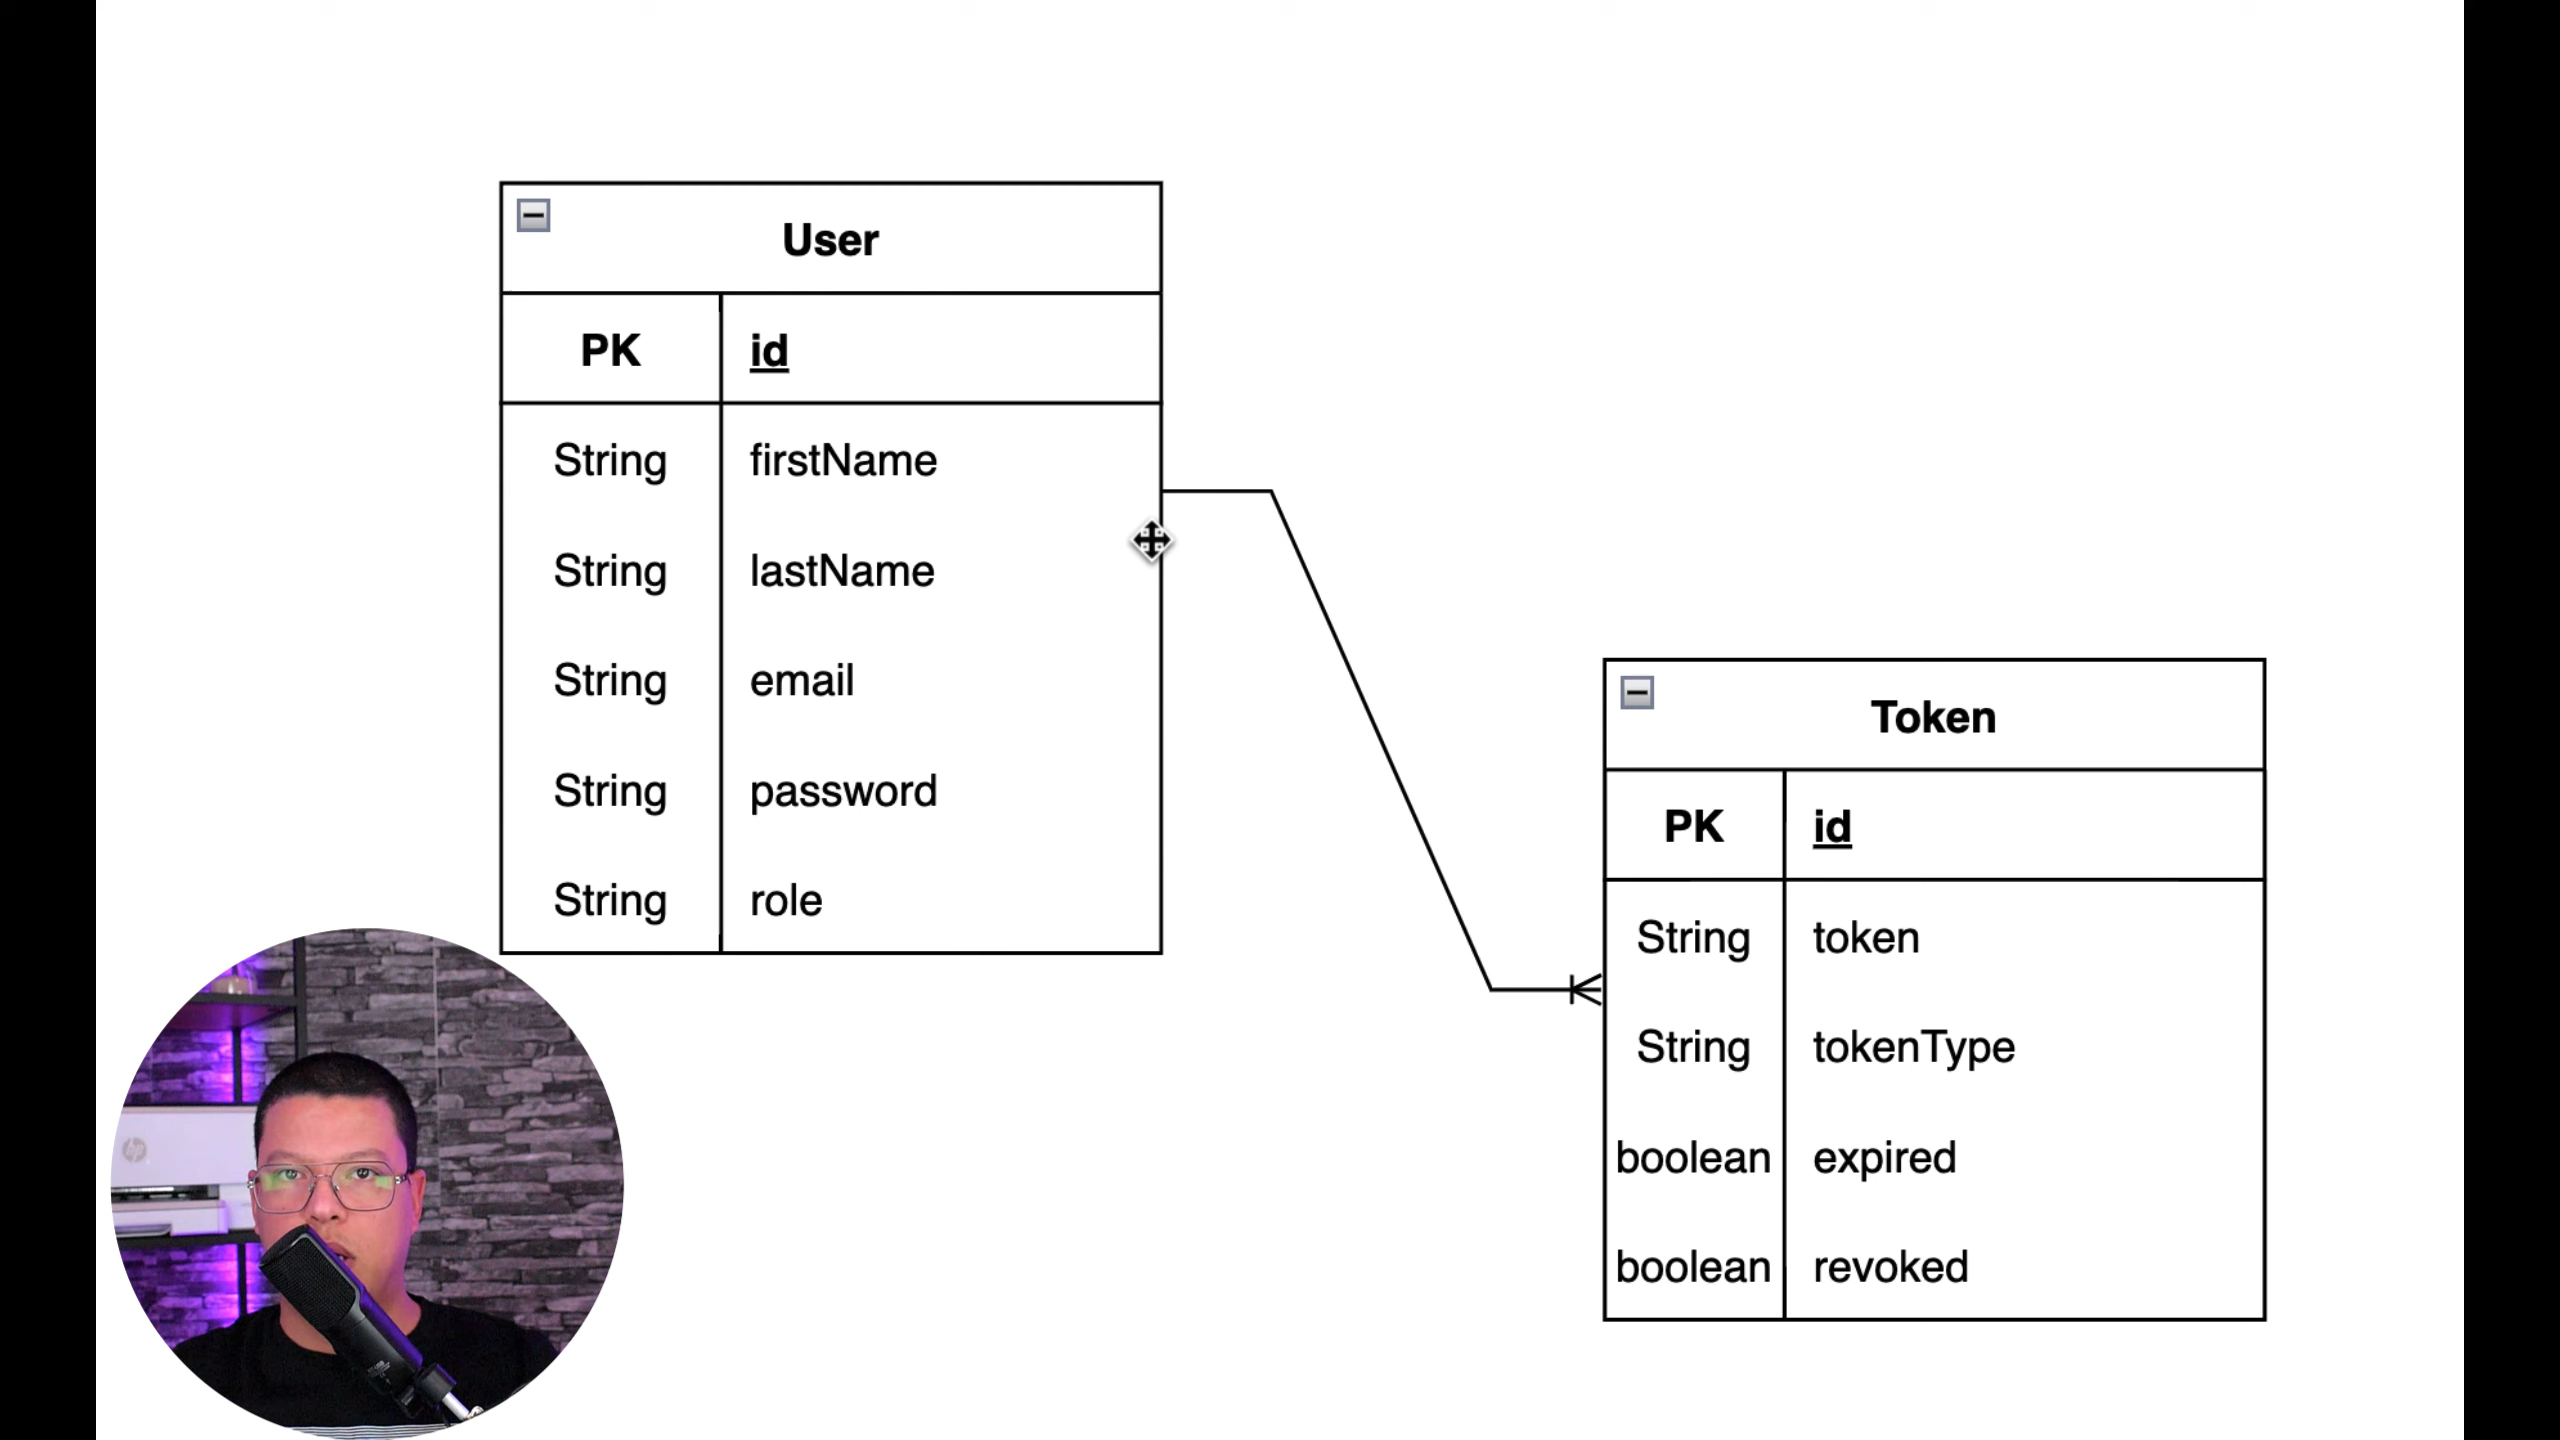 User
PK id
String firstName
String lastName
String email
String password
String role
Token
PK id
String token
String tokenType
boolean expired
boolean revoked
hp